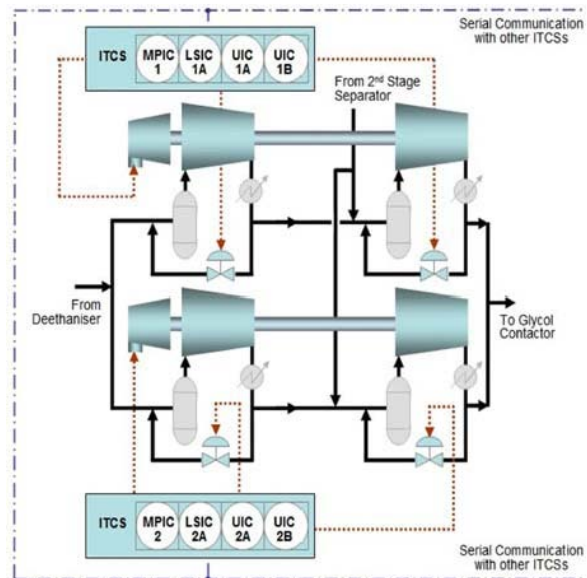 Serial Communication
with other ITCSs
ITCS
MPIC
1
LSIC
1A
UIC
1A
UIC
1B
From 2nd Stage
Separator
From
Deethaniser
To Glycol
Contactor
ITCS
MPIC
2
LSIC
2A
UIC
2A
UIC
2B
Serial Communication
with other ITCSs